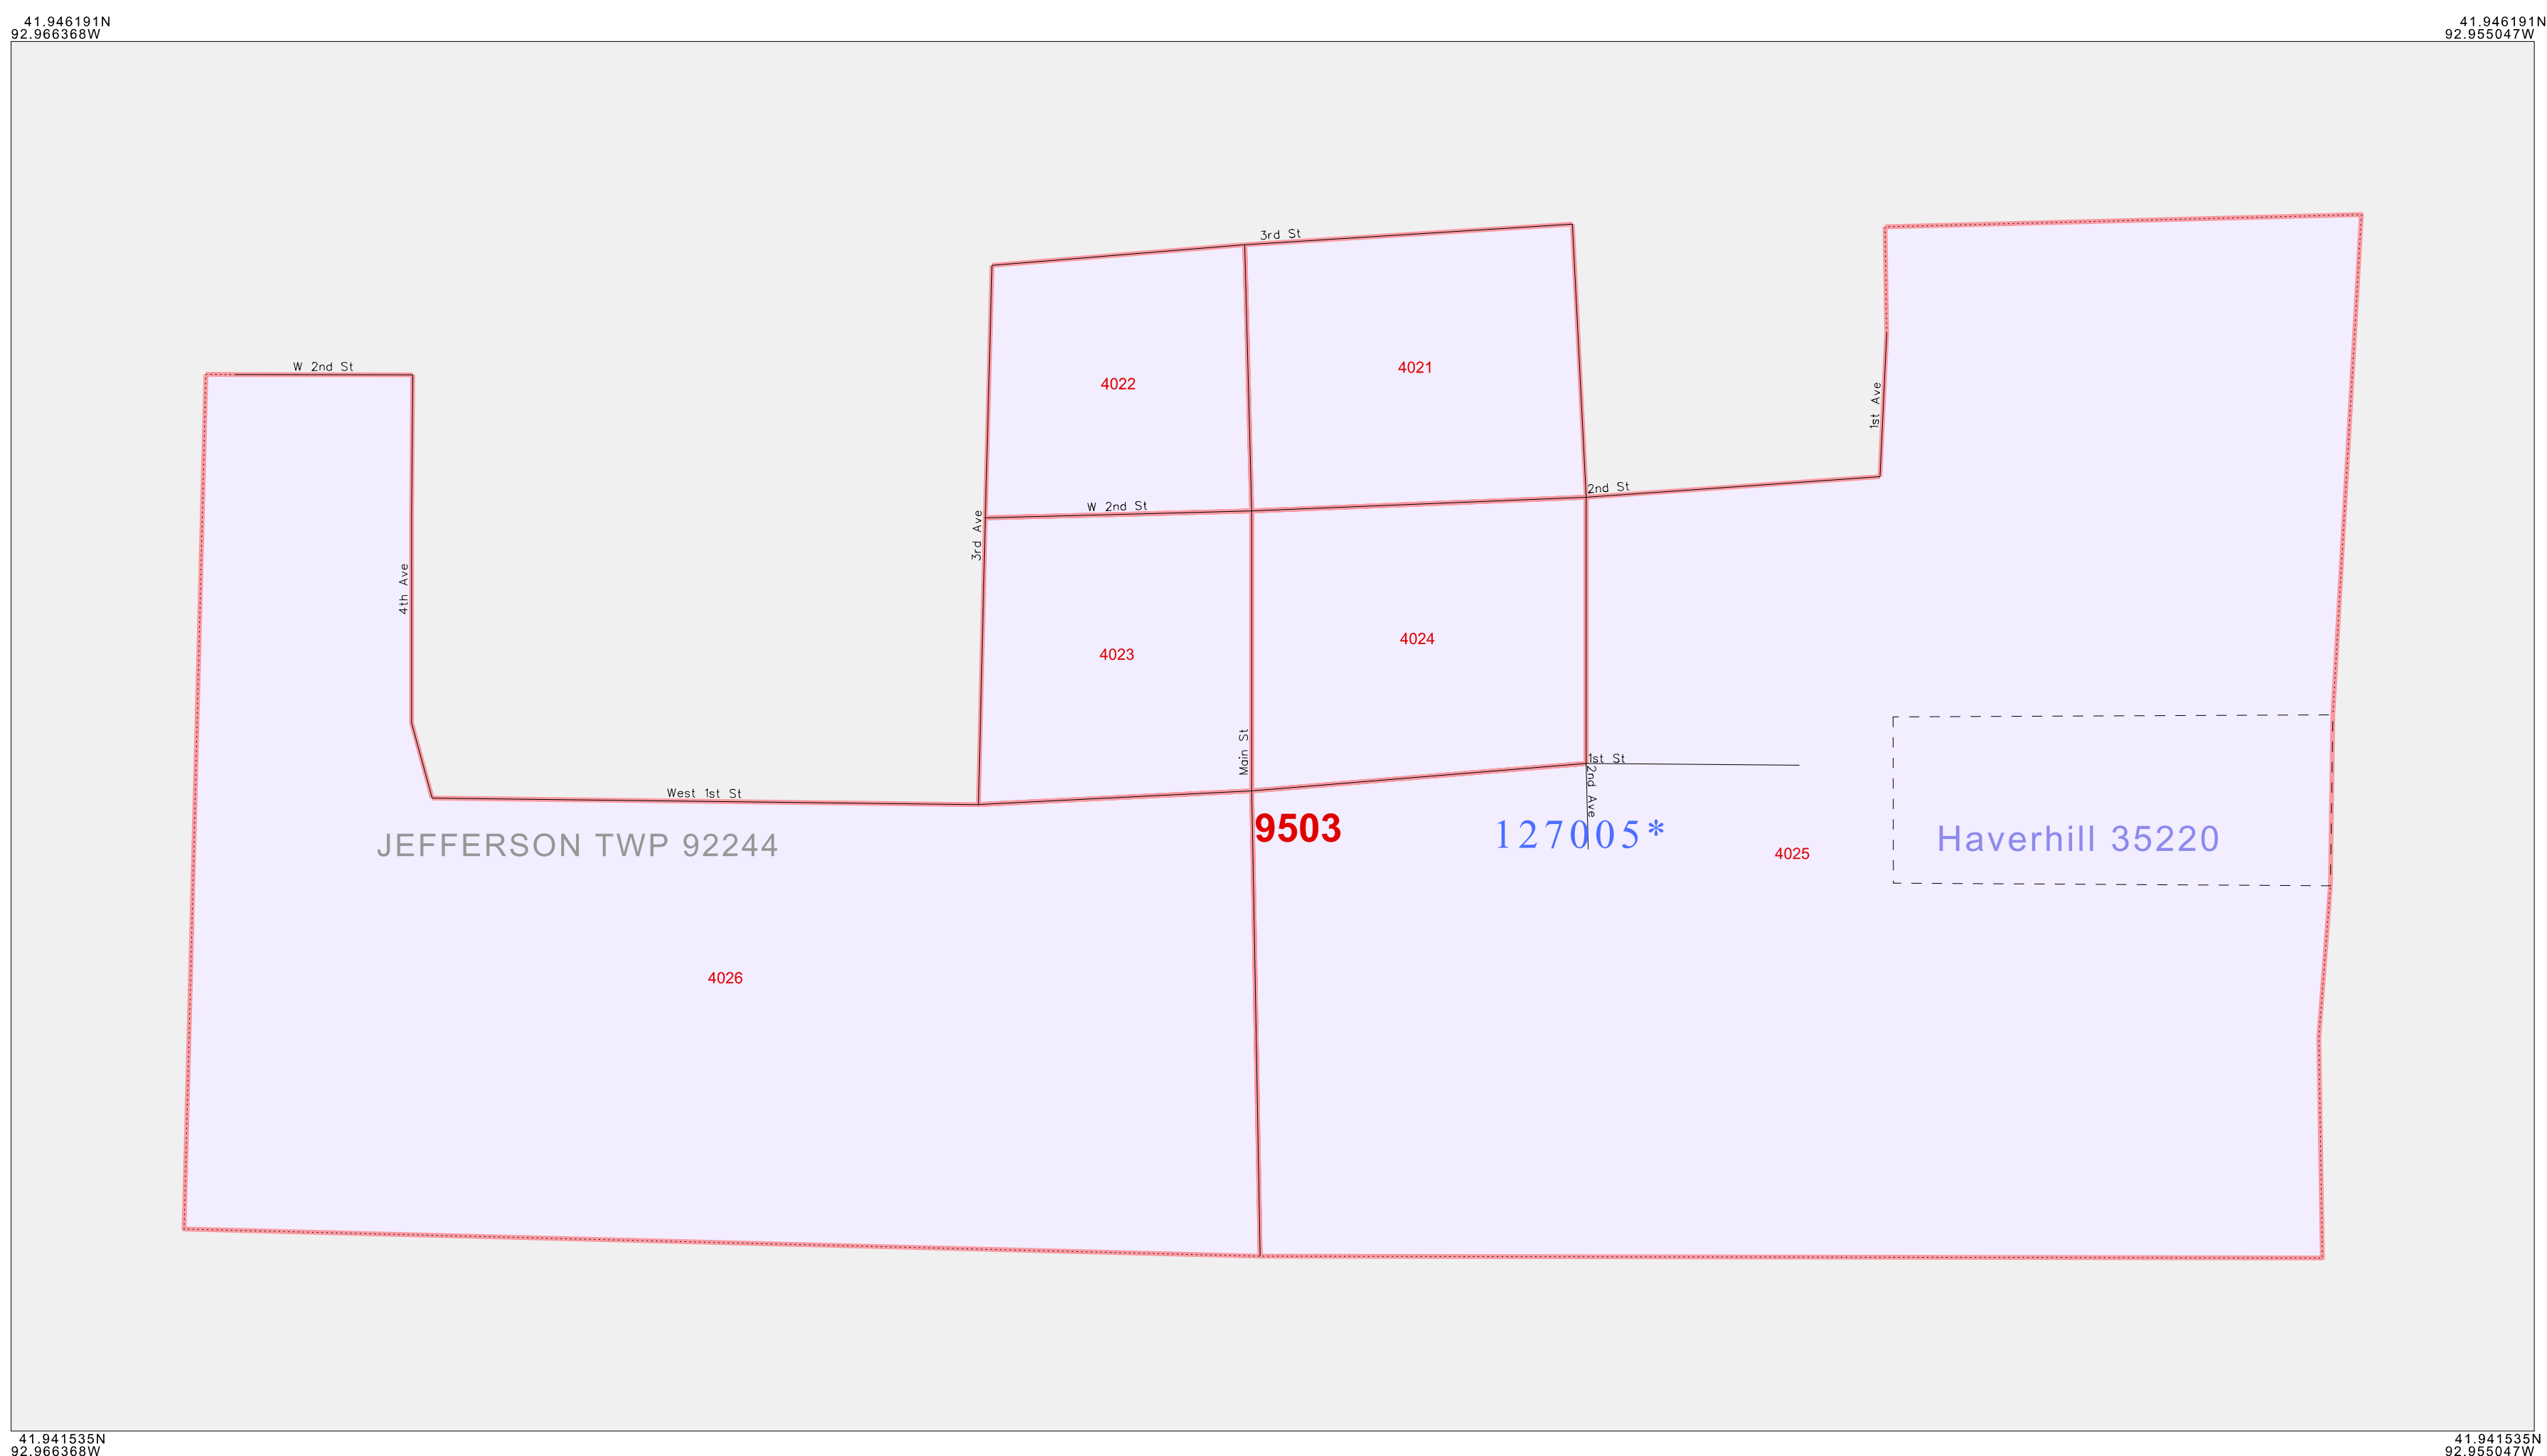 41.946191N
92.966368W
41.946191N
92.955047W
3rd St
W 2nd St
4022
4021
1st Ave
2nd St
W 2nd St
3rd Ave
4th Ave
4023
4024
Main St
1st St
2nd Ave
West 1st St
9503
127005*
JEFFERSON TWP 92244
Haverhill 35220
4025
4026
41.941535N
92.966368W
41.941535N
92.955047W